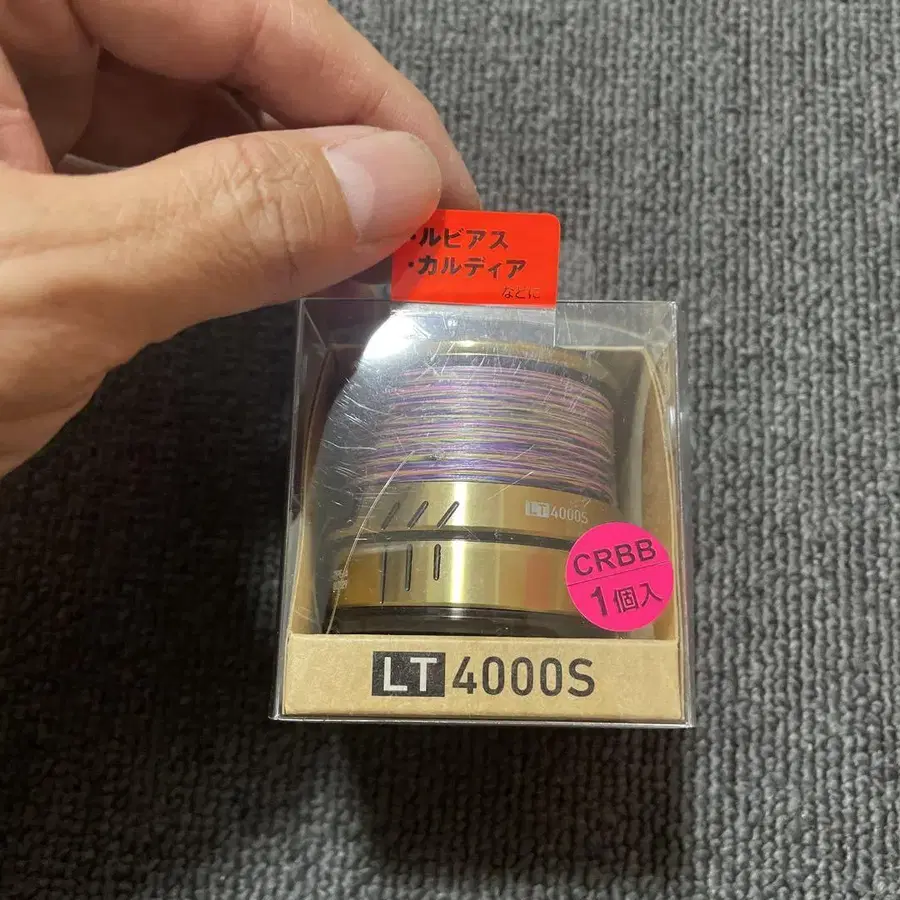 ・ルビアス
・カルディア
などに
LT 4000S
CRBB
1個入
LT 4000S